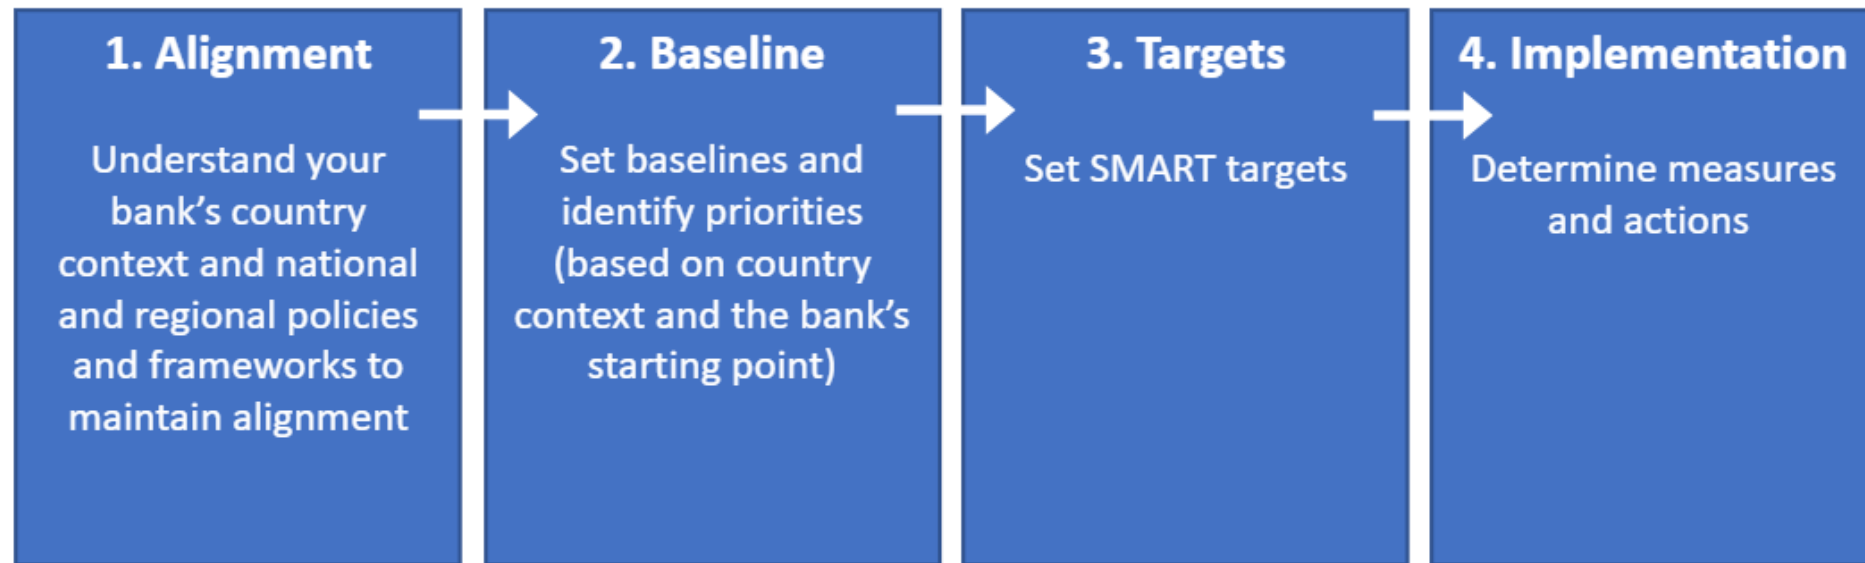 1. Alignment
Understand your
bank’s country
context and national
and regional policies
and frameworks to
maintain alignment
2. Baseline
Set baselines and
identify priorities
(based on country
context and the bank’s
starting point)
3. Targets
Set SMART targets
4. Implementation
Determine measures
and actions